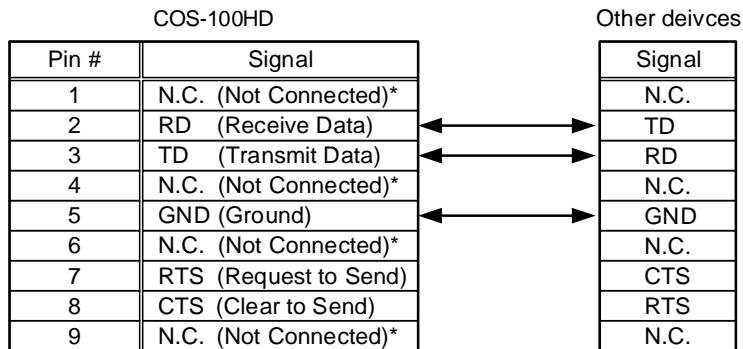 COS-100HD Other deivces
Pin # Signal Signal
1 N.C. (Not Connected)* N.C.
2 RD (Receive Data) TD
3 TD (Transmit Data) RD
4 N.C. (Not Connected)* N.C.
5 GND (Ground) GND
6 N.C. (Not Connected)* N.C.
7 RTS (Request to Send) CTS
8 CTS (Clear to Send) RTS
9 N.C. (Not Connected)* N.C.